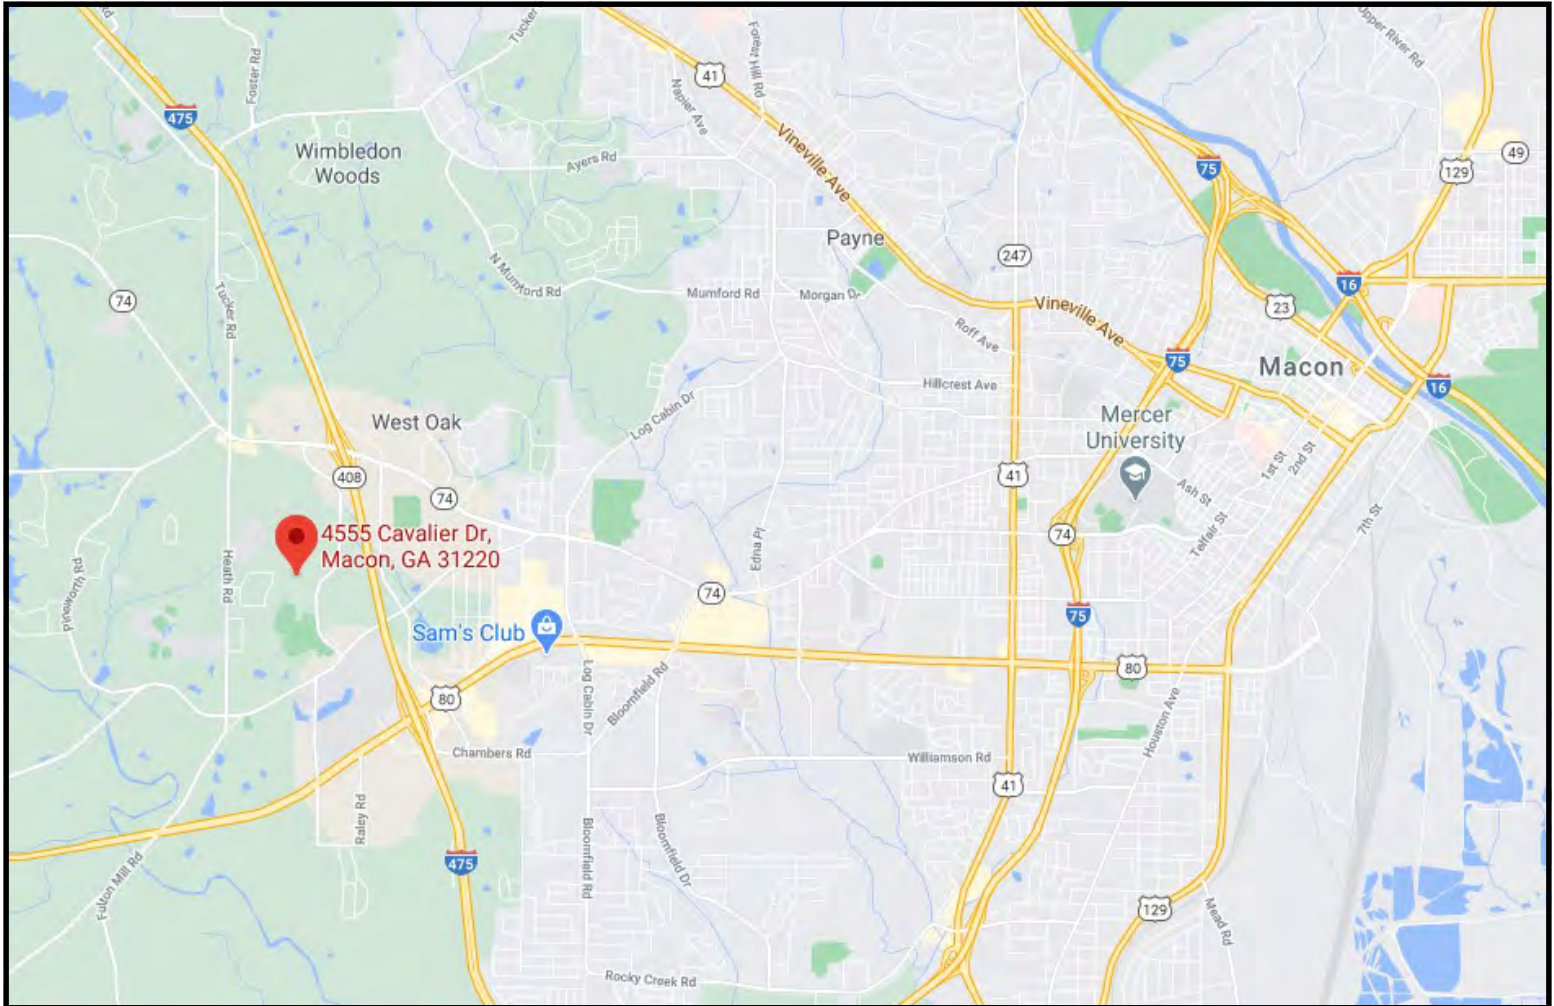 Rd
Foster Rd
Tucker
475
41
Forest Hill Rd
Napier Ave
Vineville Ave
Upper River Rd
49
129
75
Wimbledon
Woods
Ayers Rd
Payne
247
N Mumford Rd
Mumford Rd
Morgan Dr
16
23
74
Tucker Rd
Vineville Ave
Roff Ave
75
Macon
16
Hillcrest Ave
West Oak
Log Cabin Dr
Mercer
University
408
74
41
1st St
2nd St
Ash St
7th St
4555 Cavalier Dr,
Macon, GA 31220
74
Telfair St
Edna Pl
Pineworth Rd
Heath Rd
74
75
Sam's Club
80
80
Log Cabin Dr
Bloomfield Rd
Houston Ave
Chambers Rd
Williamson Rd
41
Raley Rd
475
Bloomfield Rd
Bloomfield Dr
Fulton Mill Rd
129
Mead Rd
Rocky Creek Rd